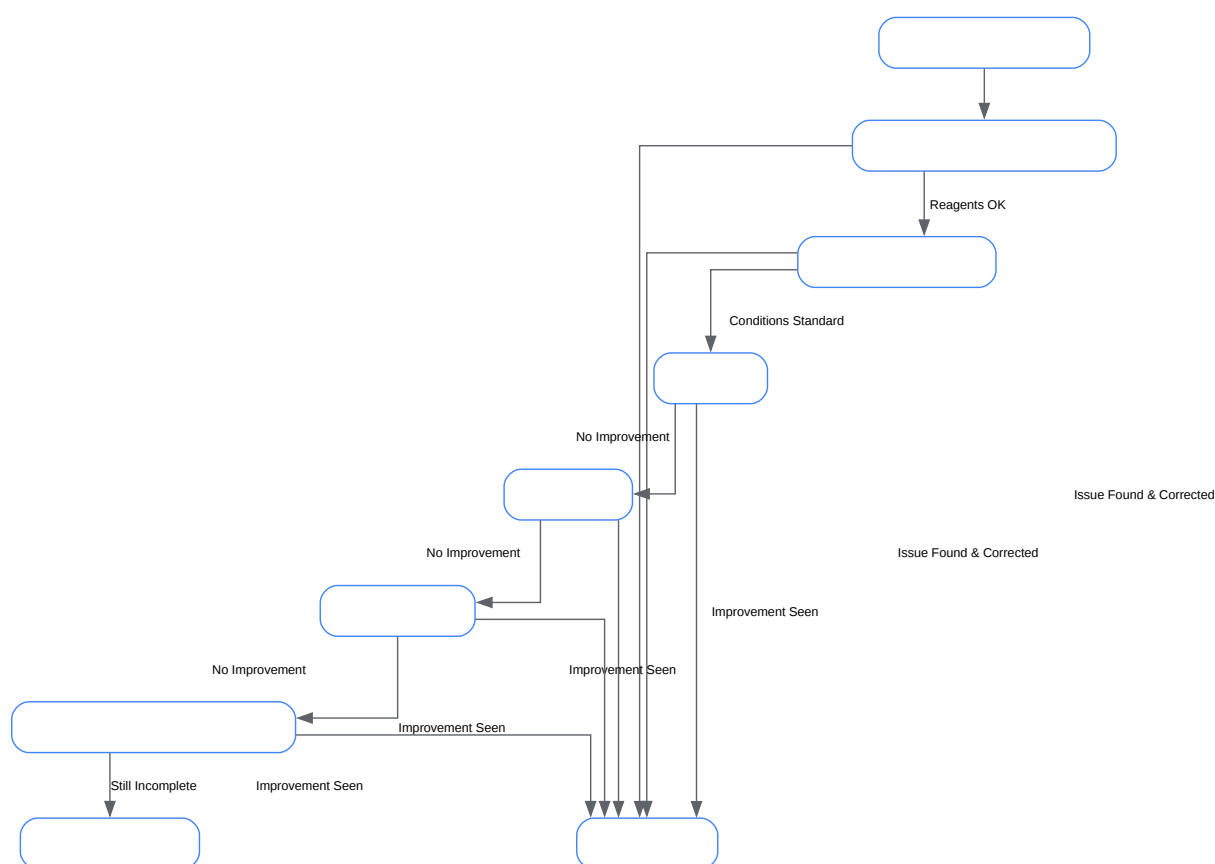 Reagents OK
Conditions Standard
No Improvement
Issue Found & Corrected
No Improvement
Issue Found & Corrected
Improvement Seen
No Improvement
Improvement Seen
Improvement Seen
Still Incomplete
Improvement Seen